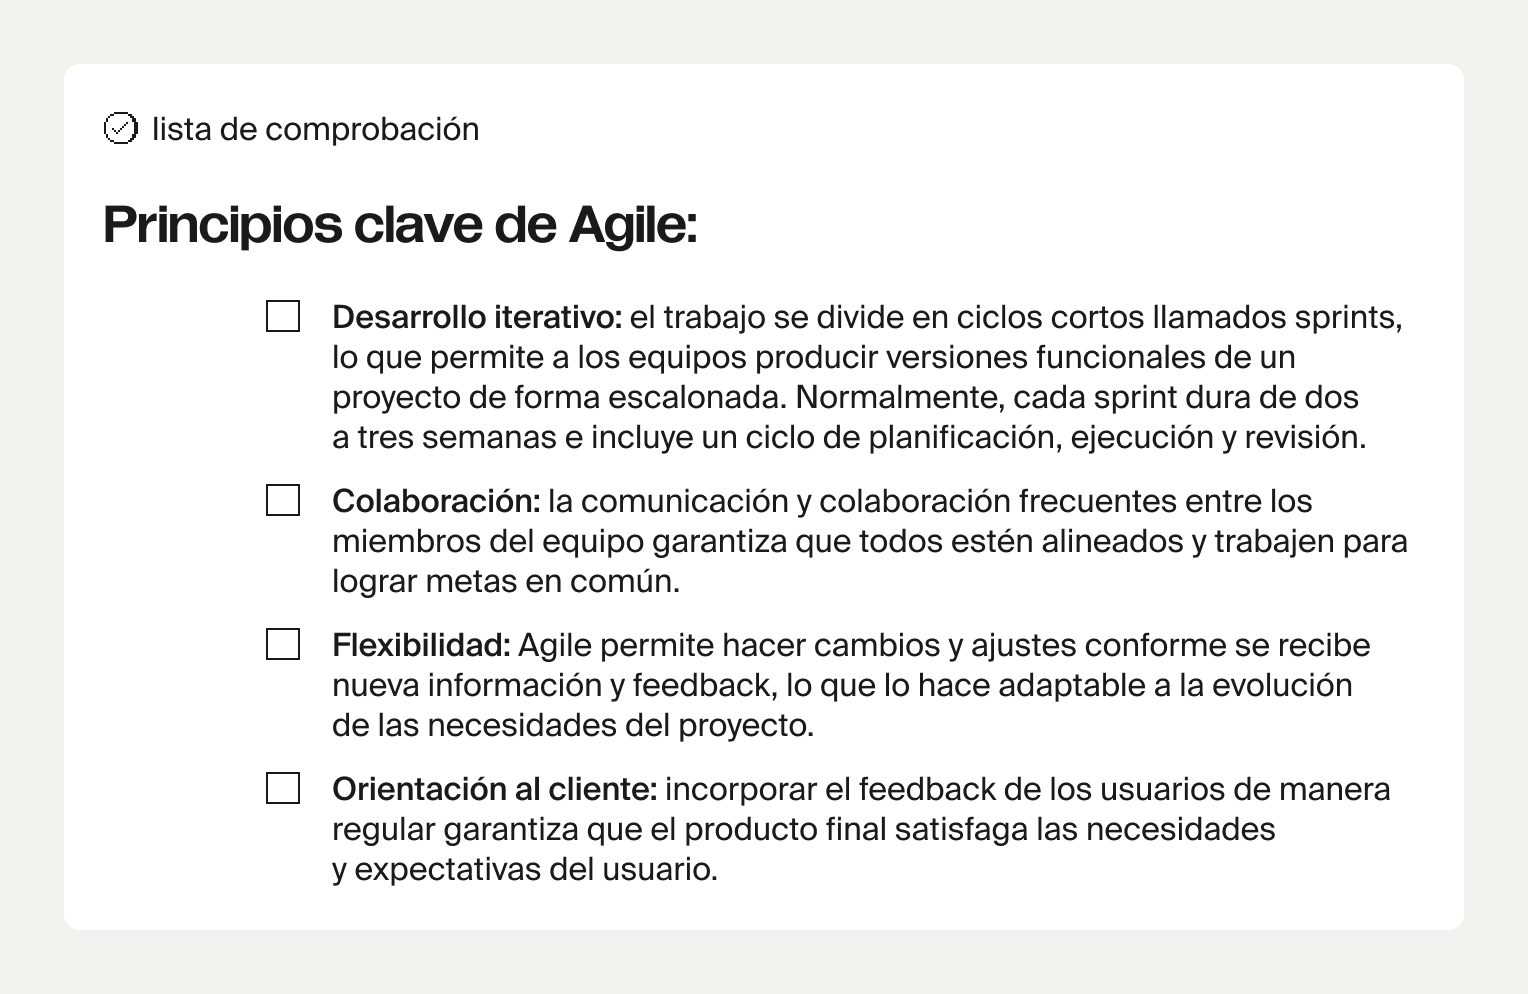 lista de comprobación
Principios clave de Agile:
Desarrollo iterativo: el trabajo se divide en ciclos cortos llamados sprints,
lo que permite a los equipos producir versiones funcionales de un
proyecto de forma escalonada. Normalmente, cada sprint dura de dos
a tres semanas e incluye un ciclo de planificación, ejecución y revisión.
Colaboración: la comunicación y colaboración frecuentes entre los
miembros del equipo garantiza que todos estén alineados y trabajen para
lograr metas en común.
Flexibilidad: Agile permite hacer cambios y ajustes conforme se recibe
nueva información y feedback, lo que lo hace adaptable a la evolución
de las necesidades del proyecto.
Orientación al cliente: incorporar el feedback de los usuarios de manera
regular garantiza que el producto final satisfaga las necesidades
y expectativas del usuario.